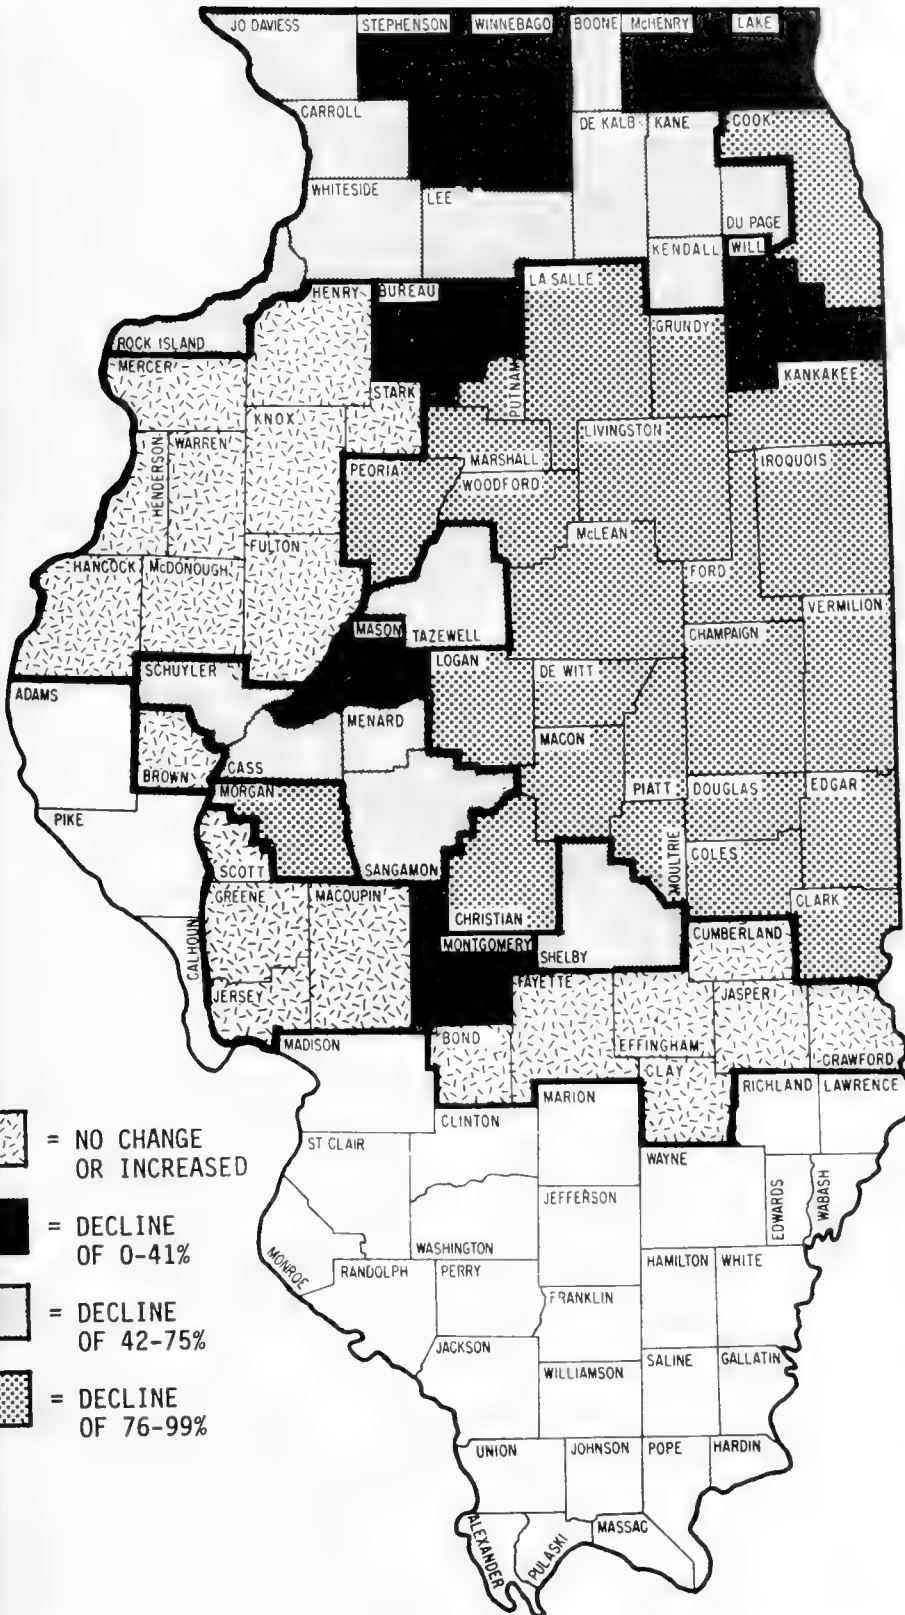 JO DAVIESS STEPHENSON WINNEBAGO BOONE McHENRY LAKE
CARROLL DE KALB KANE COOK
WHITESIDE LEE
DU PAGE
KENDALL WILL
HENRY BUREAU LA SALLE
ROCK ISLAND GRUNDY
MERCER
PUTNAM KANKAKEE
STARK
KNOX LIVINGSTON
HENDERSON WARREN
PEORIA MARSHALL IROQUOIS
WOODFORD
McLEAN
FULTON
HANCOCK McDONOUGH FORD
VERMILION
MASON TAZEWELL CHAMPAIGN
SCHUYLER LOGAN DE WITT
ADAMS
MENARD
MACON
BROWN CASS
MORGAN PIATT DOUGLAS EDGAR
PIKE
SCOTT SANGAMON MOULTRIE COLES
GREENE MACOUPIN CLARK
CHRISTIAN
CALHOUN MONTGOMERY CUMBERLAND
SHELBY
JERSEY FAYETTE JASPER
MADISON BOND EFFINGHAM CRAWFORD
CLAY
RICHLAND LAWRENCE
MARION
CLINTON
ST CLAIR
WAYNE
JEFFERSON EDWARDS WABASH
WASHINGTON
MONROE RANDOLPH PERRY HAMILTON WHITE
FRANKLIN
JACKSON
WILLIAMSON SALINE GALLATIN
UNION JOHNSON POPE HARDIN
ALEXANDER PULASKI MASSAC
= NO CHANGE
OR INCREASED
= DECLINE
OF 0-41%
= DECLINE
OF 42-75%
= DECLINE
OF 76-99%